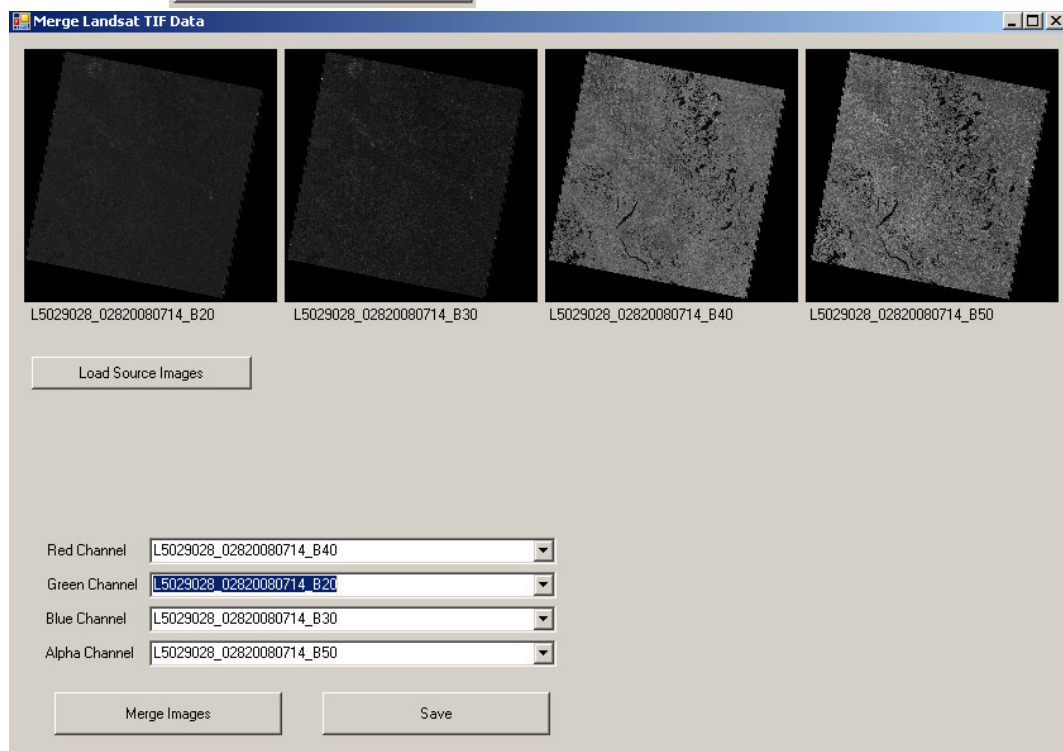 Merge Landsat TIF Data
L5029028_02820080714_B20
L5029028_02820080714_B30
L5029028_02820080714_B40
L5029028_02820080714_B50
Load Source Images
Red Channel L5029028_02820080714_B40
Green Channel L5029028_02820080714_B20
Blue Channel L5029028_02820080714_B30
Alpha Channel L5029028_02820080714_B50
Merge Images Save